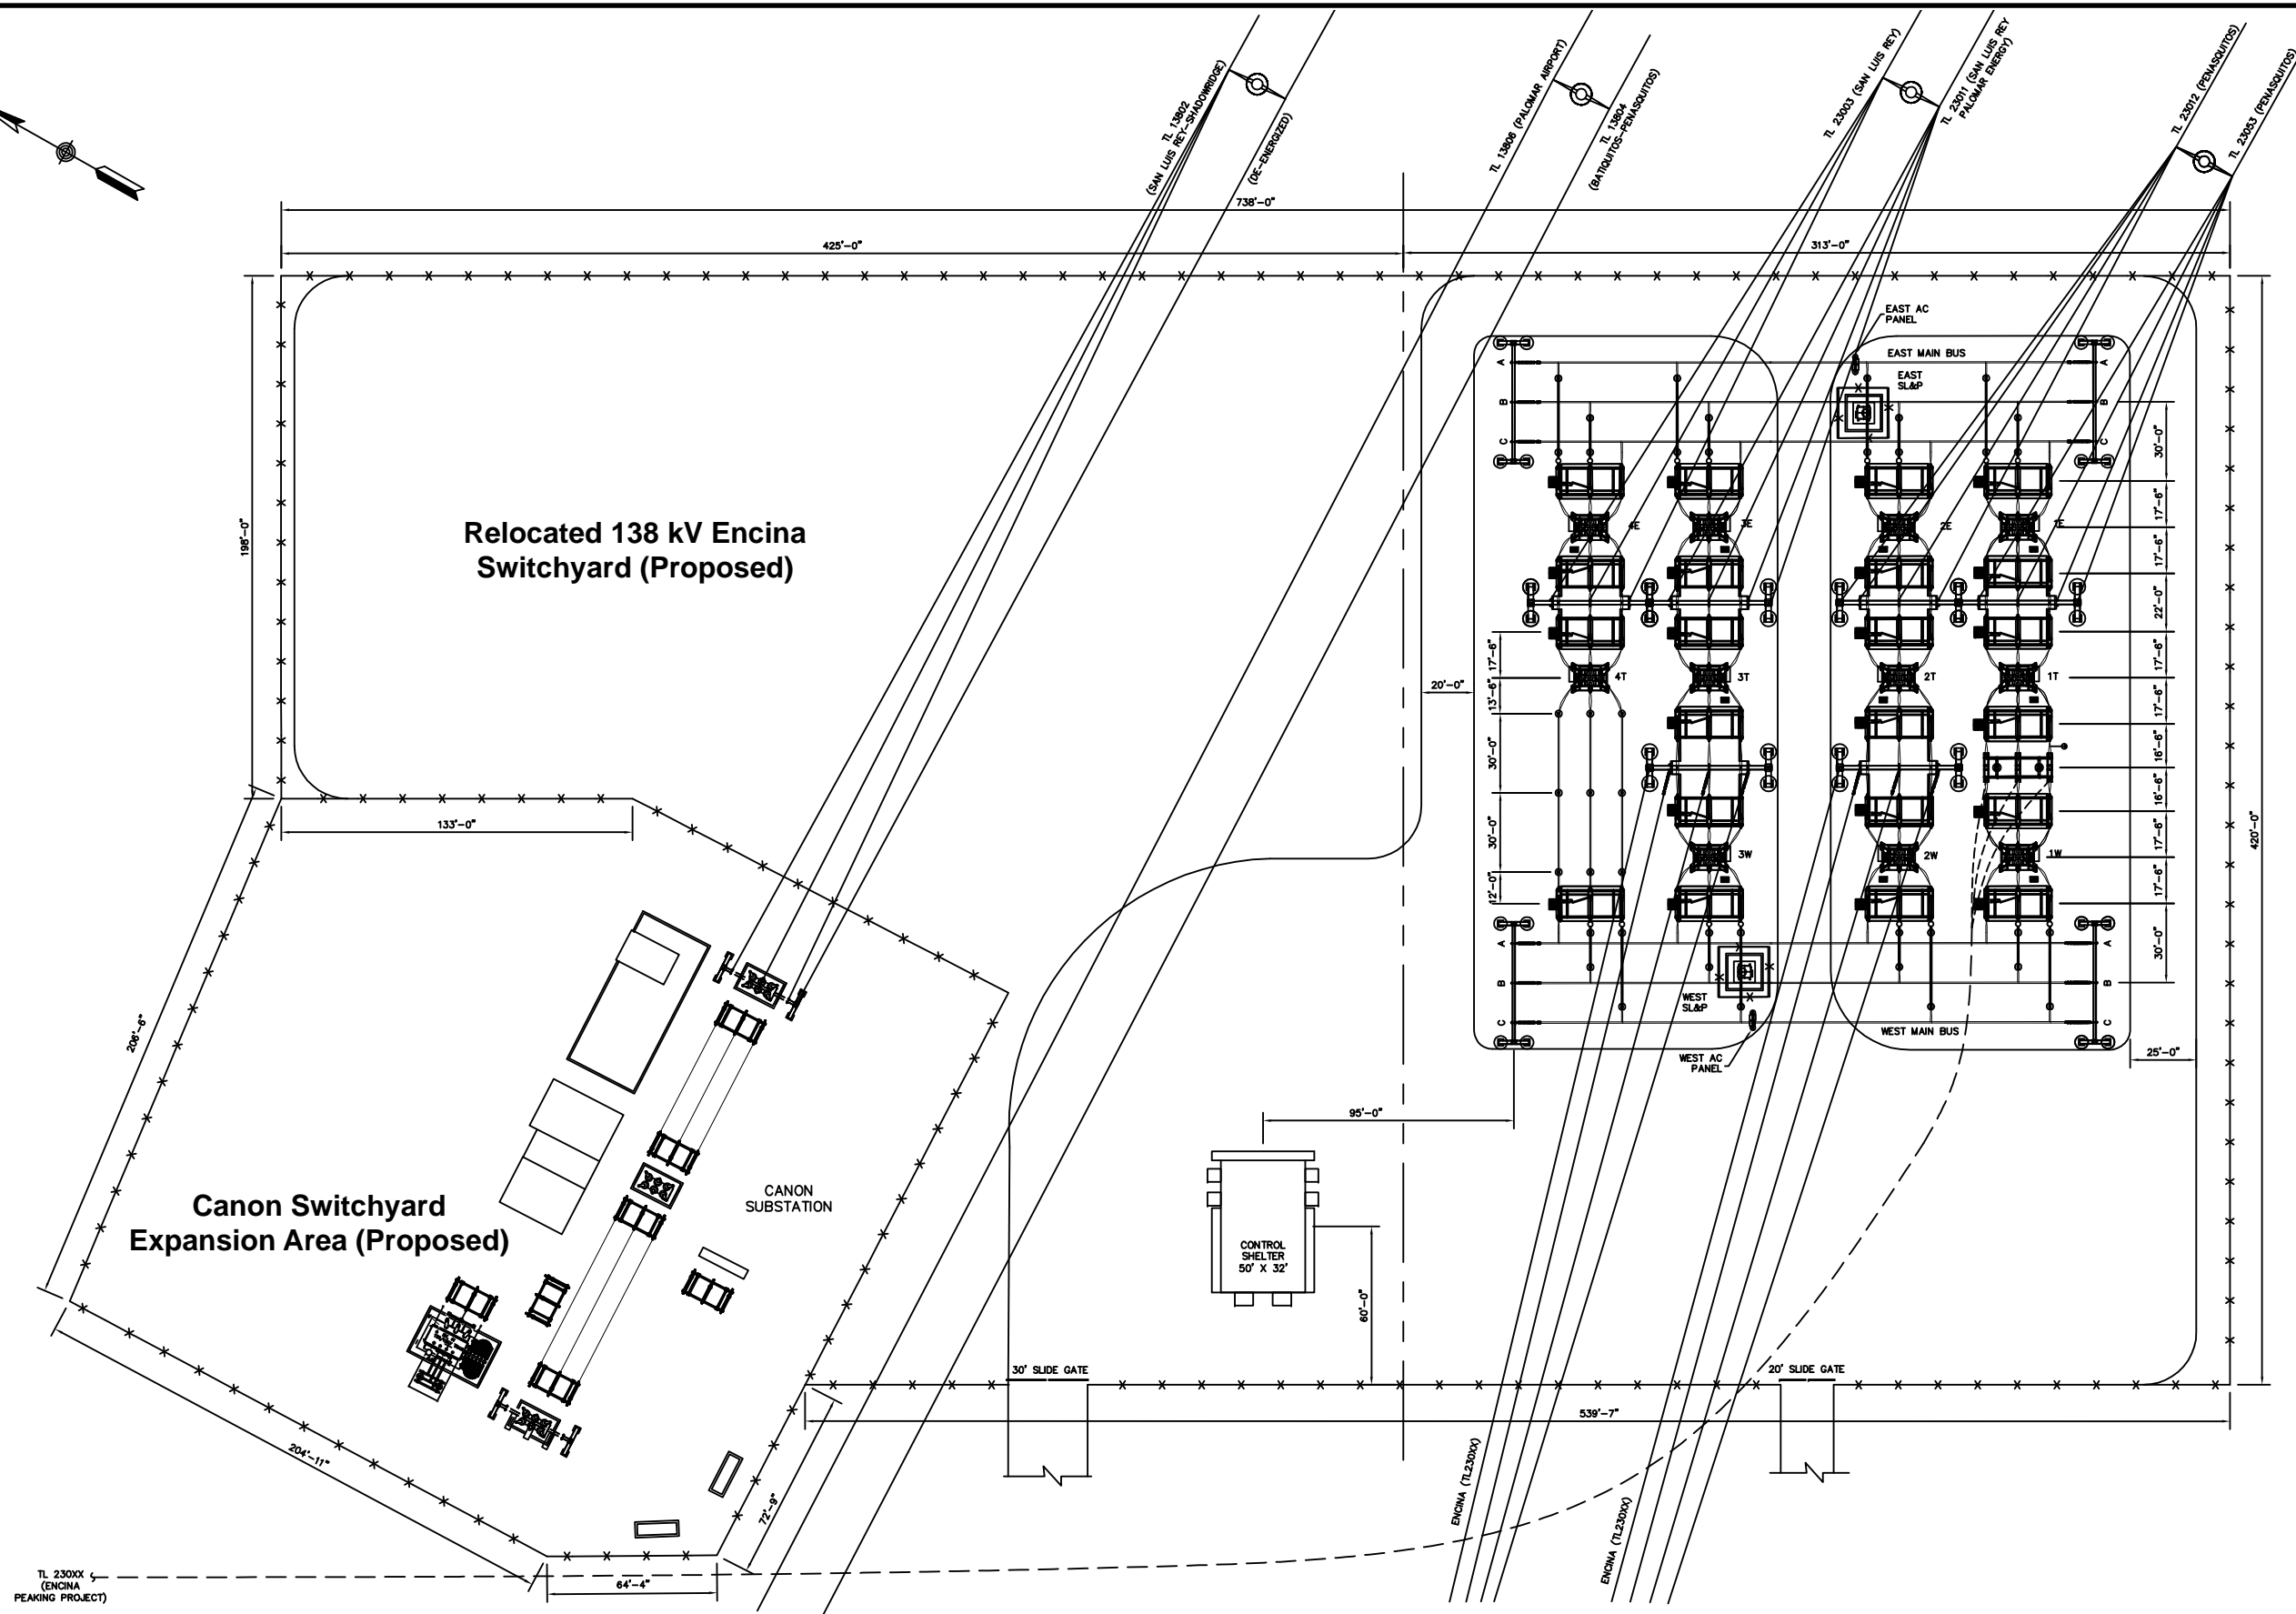 TL 13802
(SAN LUIS REY-SHADOWRIDGE)
(DE-ENERGIZED)
TL 13806 (PALOMAR AIRPORT)
TL 13804
(BATIQUITOS-PENASQUITOS)
TL 23003 (SAN LUIS REY)
TL 23011 (SAN LUIS REY
PALOMAR ENERGY)
TL 23012 (PENASQUITOS)
TL 23053 (PENASQUITOS)
738'-0"
425'-0"
313'-0"
EAST AC
PANEL
EAST MAIN BUS
EAST
SL&P
A
B
C
A
B
C
30'-0"
17'-6"
17'-6"
22'-0"
17'-6"
17'-6"
16'-6"
16'-6"
17'-6"
17'-6"
30'-0"
420'-0"
198'-0"
Relocated 138 kV Encina
Switchyard (Proposed)
4E
3E
2E
1E
4T
3T
2T
1T
3W
2W
1W
17'-6"
13'-6"
30'-0"
30'-0"
12'-0"
20'-0"
133'-0"
206'-6"
A
B
C
A
B
C
WEST
SL&P
WEST MAIN BUS
WEST AC
PANEL
25'-0"
95'-0"
CANON
SUBSTATION
Canon Switchyard
Expansion Area (Proposed)
CONTROL
SHELTER
50' X 32'
60'-0"
30' SLIDE GATE
20' SLIDE GATE
539'-7"
204'-11"
72'-9"
64'-4"
ENCINA (TL230XX)
ENCINA (TL230XX)
TL 230XX
(ENCINA
PEAKING PROJECT)